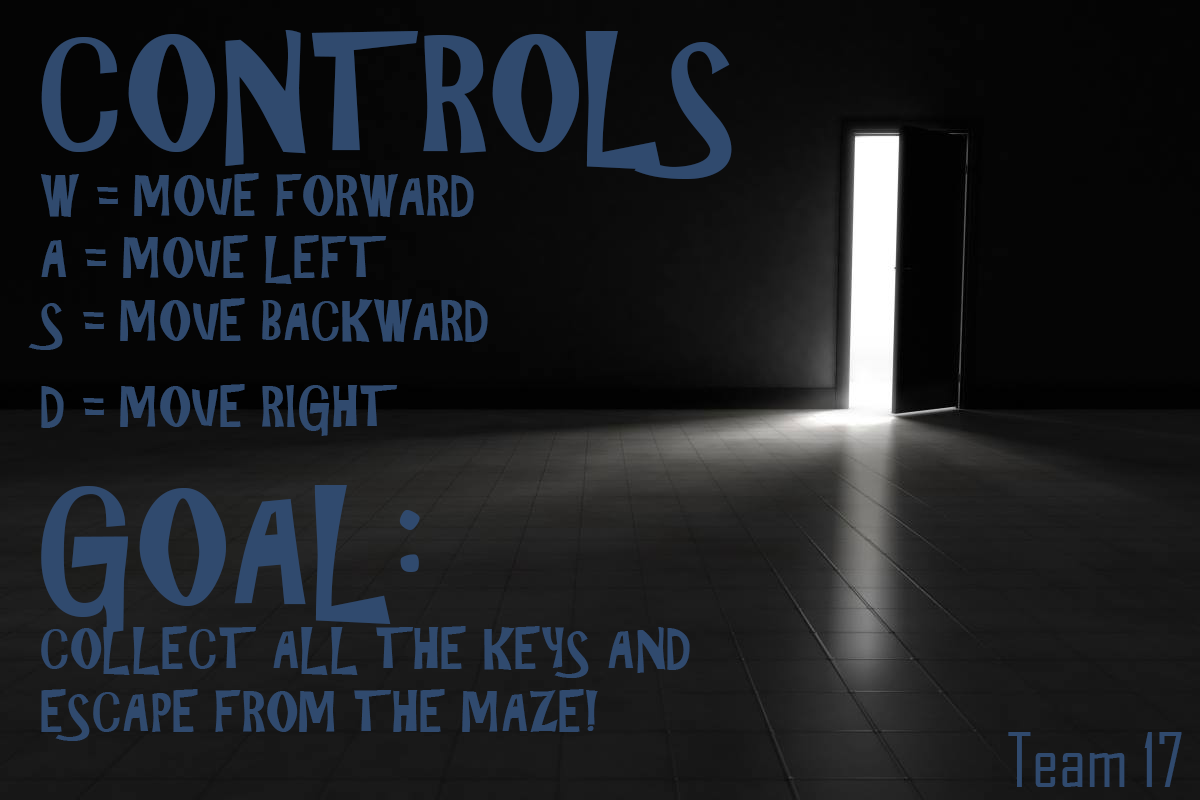 CONTROLS
W = MOVE FORWARD
A = MOVE LEFT
S = MOVE BACKWARD
D = MOVE RIGHT
GOAL:
COLLECT ALL THE KEYS AND
ESCAPE FROM THE MAZE!
Team 17